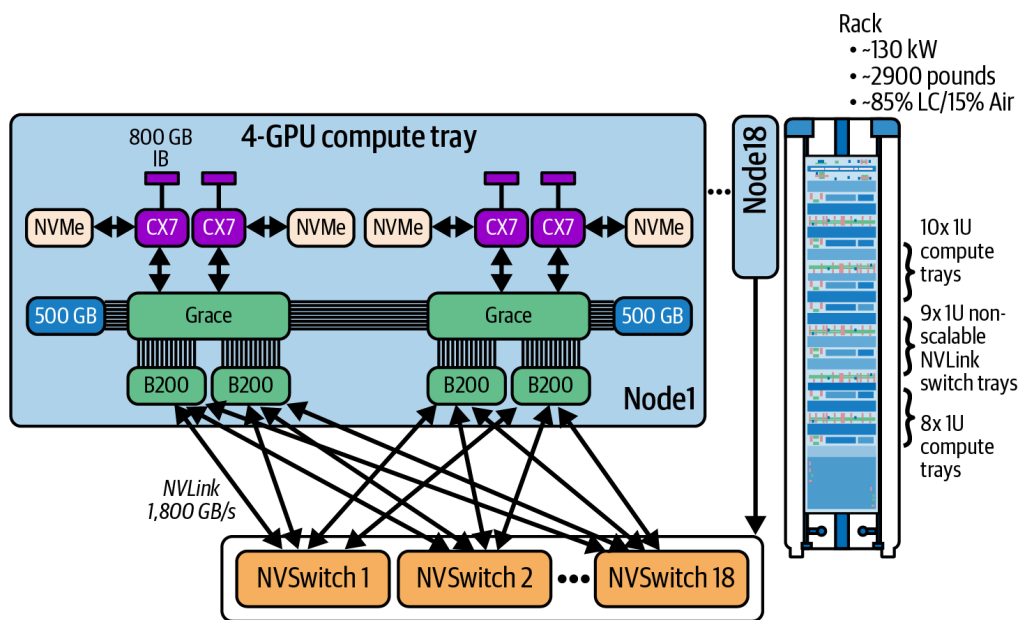 Rack
• ~130 kW
• ~2900 pounds
• ~85% LC/15% Air
4-GPU compute tray
800 GB
IB
NVMe
CX7
CX7
NVMe
NVMe
CX7
CX7
NVMe
500 GB
Grace
Grace
500 GB
B200
B200
B200
B200
Node1
Node18
10x 1U
compute
trays
9x 1U non-
scalable
NVLink
switch trays
8x 1U
compute
trays
NVLink
1,800 GB/s
NVSwitch 1
NVSwitch 2
NVSwitch 18